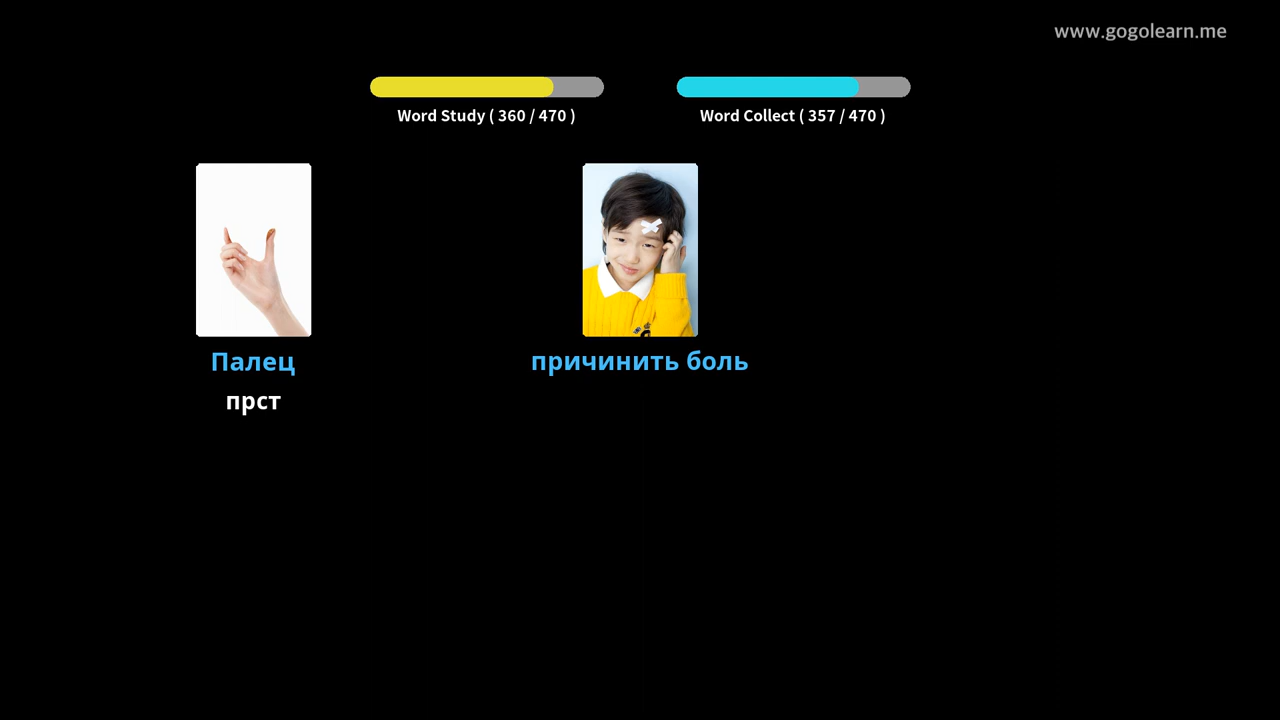 www.gogolearn.me
Word Study ( 360 / 470 )
Word Collect ( 357 / 470 )
Палец
причинить боль
прст